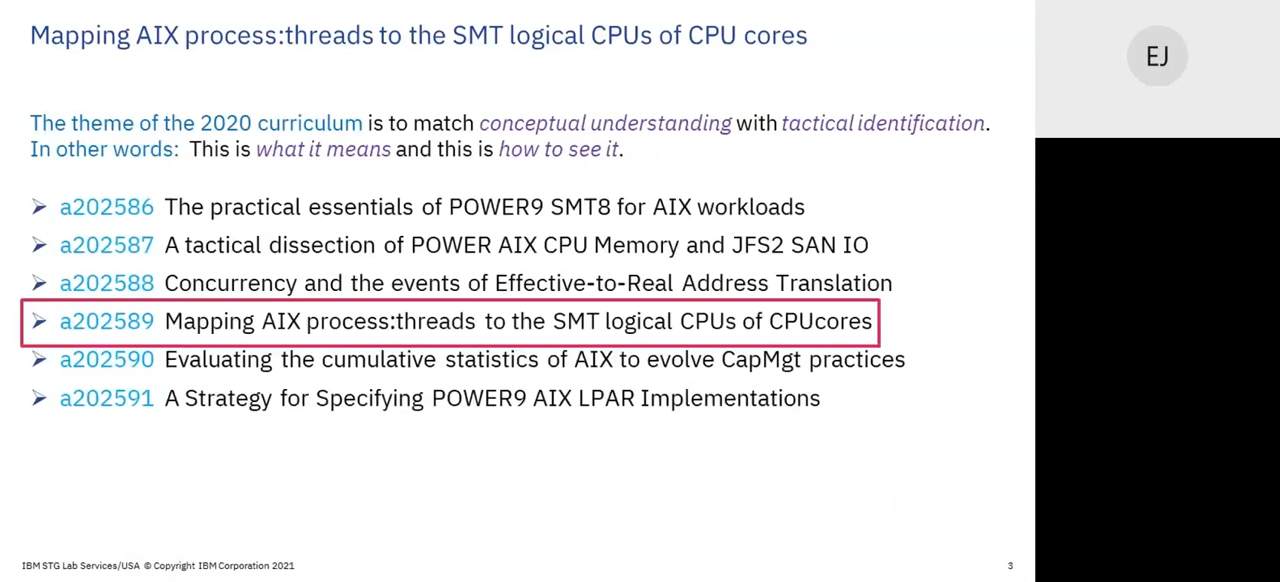 Mapping AIX process:threads to the SMT logical CPUs of CPU cores
EJ
The theme of the 2020 curriculum is to match conceptual understanding with tactical identification.
In other words: This is what it means and this is how to see it.
➢ a202586 The practical essentials of POWER9 SMT8 for AIX workloads
➢ a202587 A tactical dissection of POWER AIX CPU Memory and JFS2 SAN IO
➢ a202588 Concurrency and the events of Effective-to-Real Address Translation
➢ a202589 Mapping AIX process:threads to the SMT logical CPUs of CPUcores
➢ a202590 Evaluating the cumulative statistics of AIX to evolve CapMgt practices
➢ a202591 A Strategy for Specifying POWER9 AIX LPAR Implementations
IBM STG Lab Services/USA © Copyright IBM Corporation 2021
3